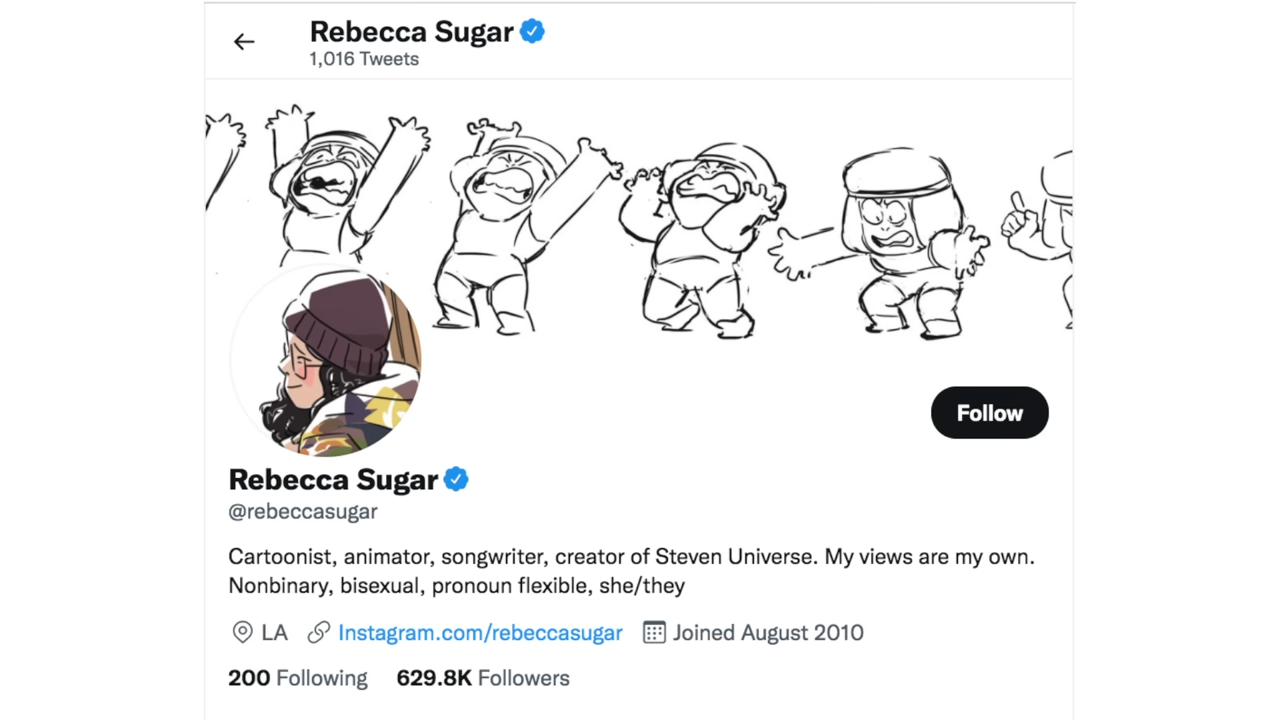 Rebecca Sugar
1,016 Tweets
Follow
Rebecca Sugar
@rebeccasugar
Cartoonist, animator, songwriter, creator of Steven Universe. My views are my own.
Nonbinary, bisexual, pronoun flexible, she/they
LA Instagram.com/rebeccasugar Joined August 2010
200 Following 629.8K Followers